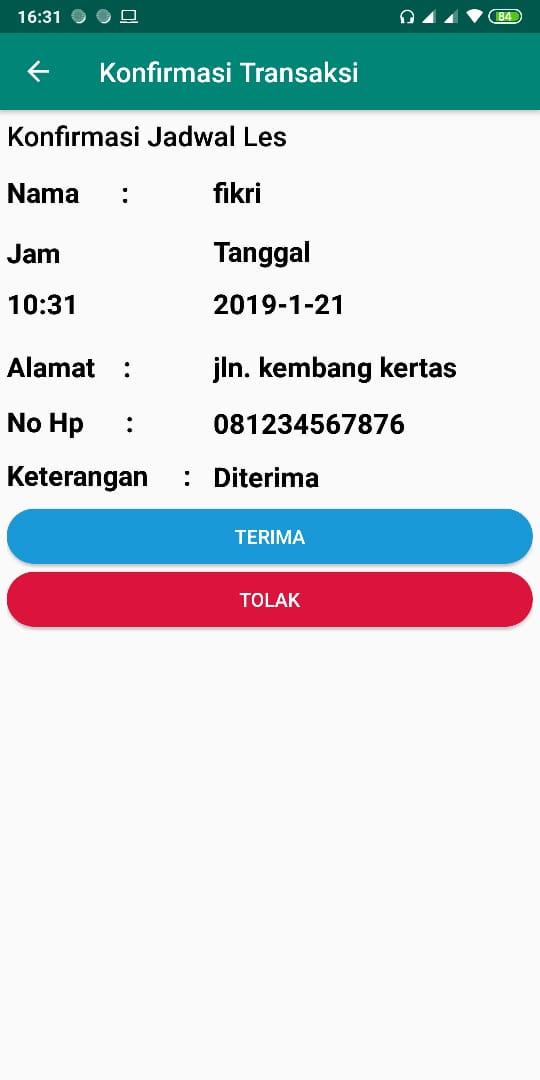 16:31 84
Konfirmasi Transaksi
Konfirmasi Jadwal Les
Nama : fikri
Jam Tanggal
10:31 2019-1-21
Alamat : jln. kembang kertas
No Hp : 081234567876
Keterangan : Diterima
TERIMA
TOLAK